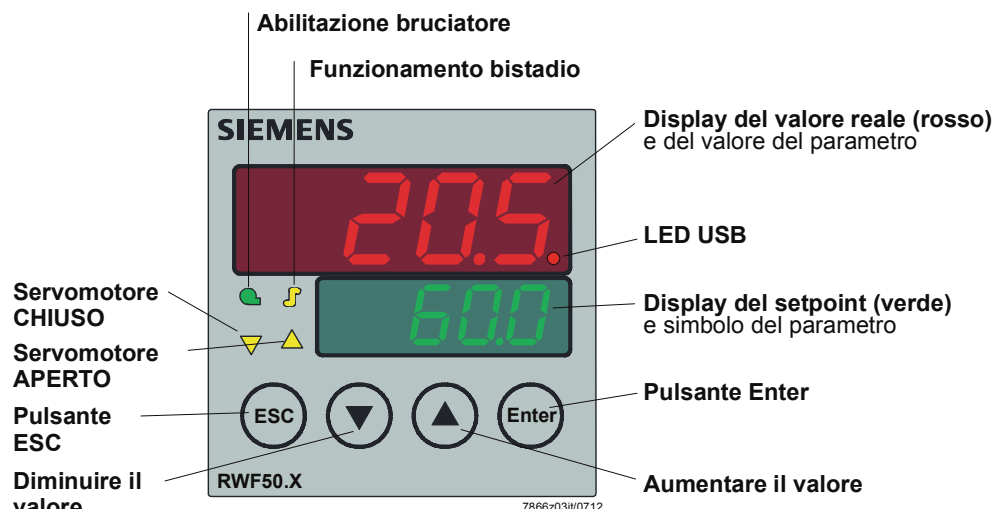 Abilitazione bruciatore
Funzionamento bistadio
SIEMENS
Display del valore reale (rosso)
e del valore del parametro
20.5
LED USB
Servomotore
CHIUSO
60.0
Display del setpoint (verde)
e simbolo del parametro
Servomotore
APERTO
Pulsante
ESC
ESC
Enter
Pulsante Enter
Diminuire il
valore
RWF50.X
Aumentare il valore
7866z03it/0712